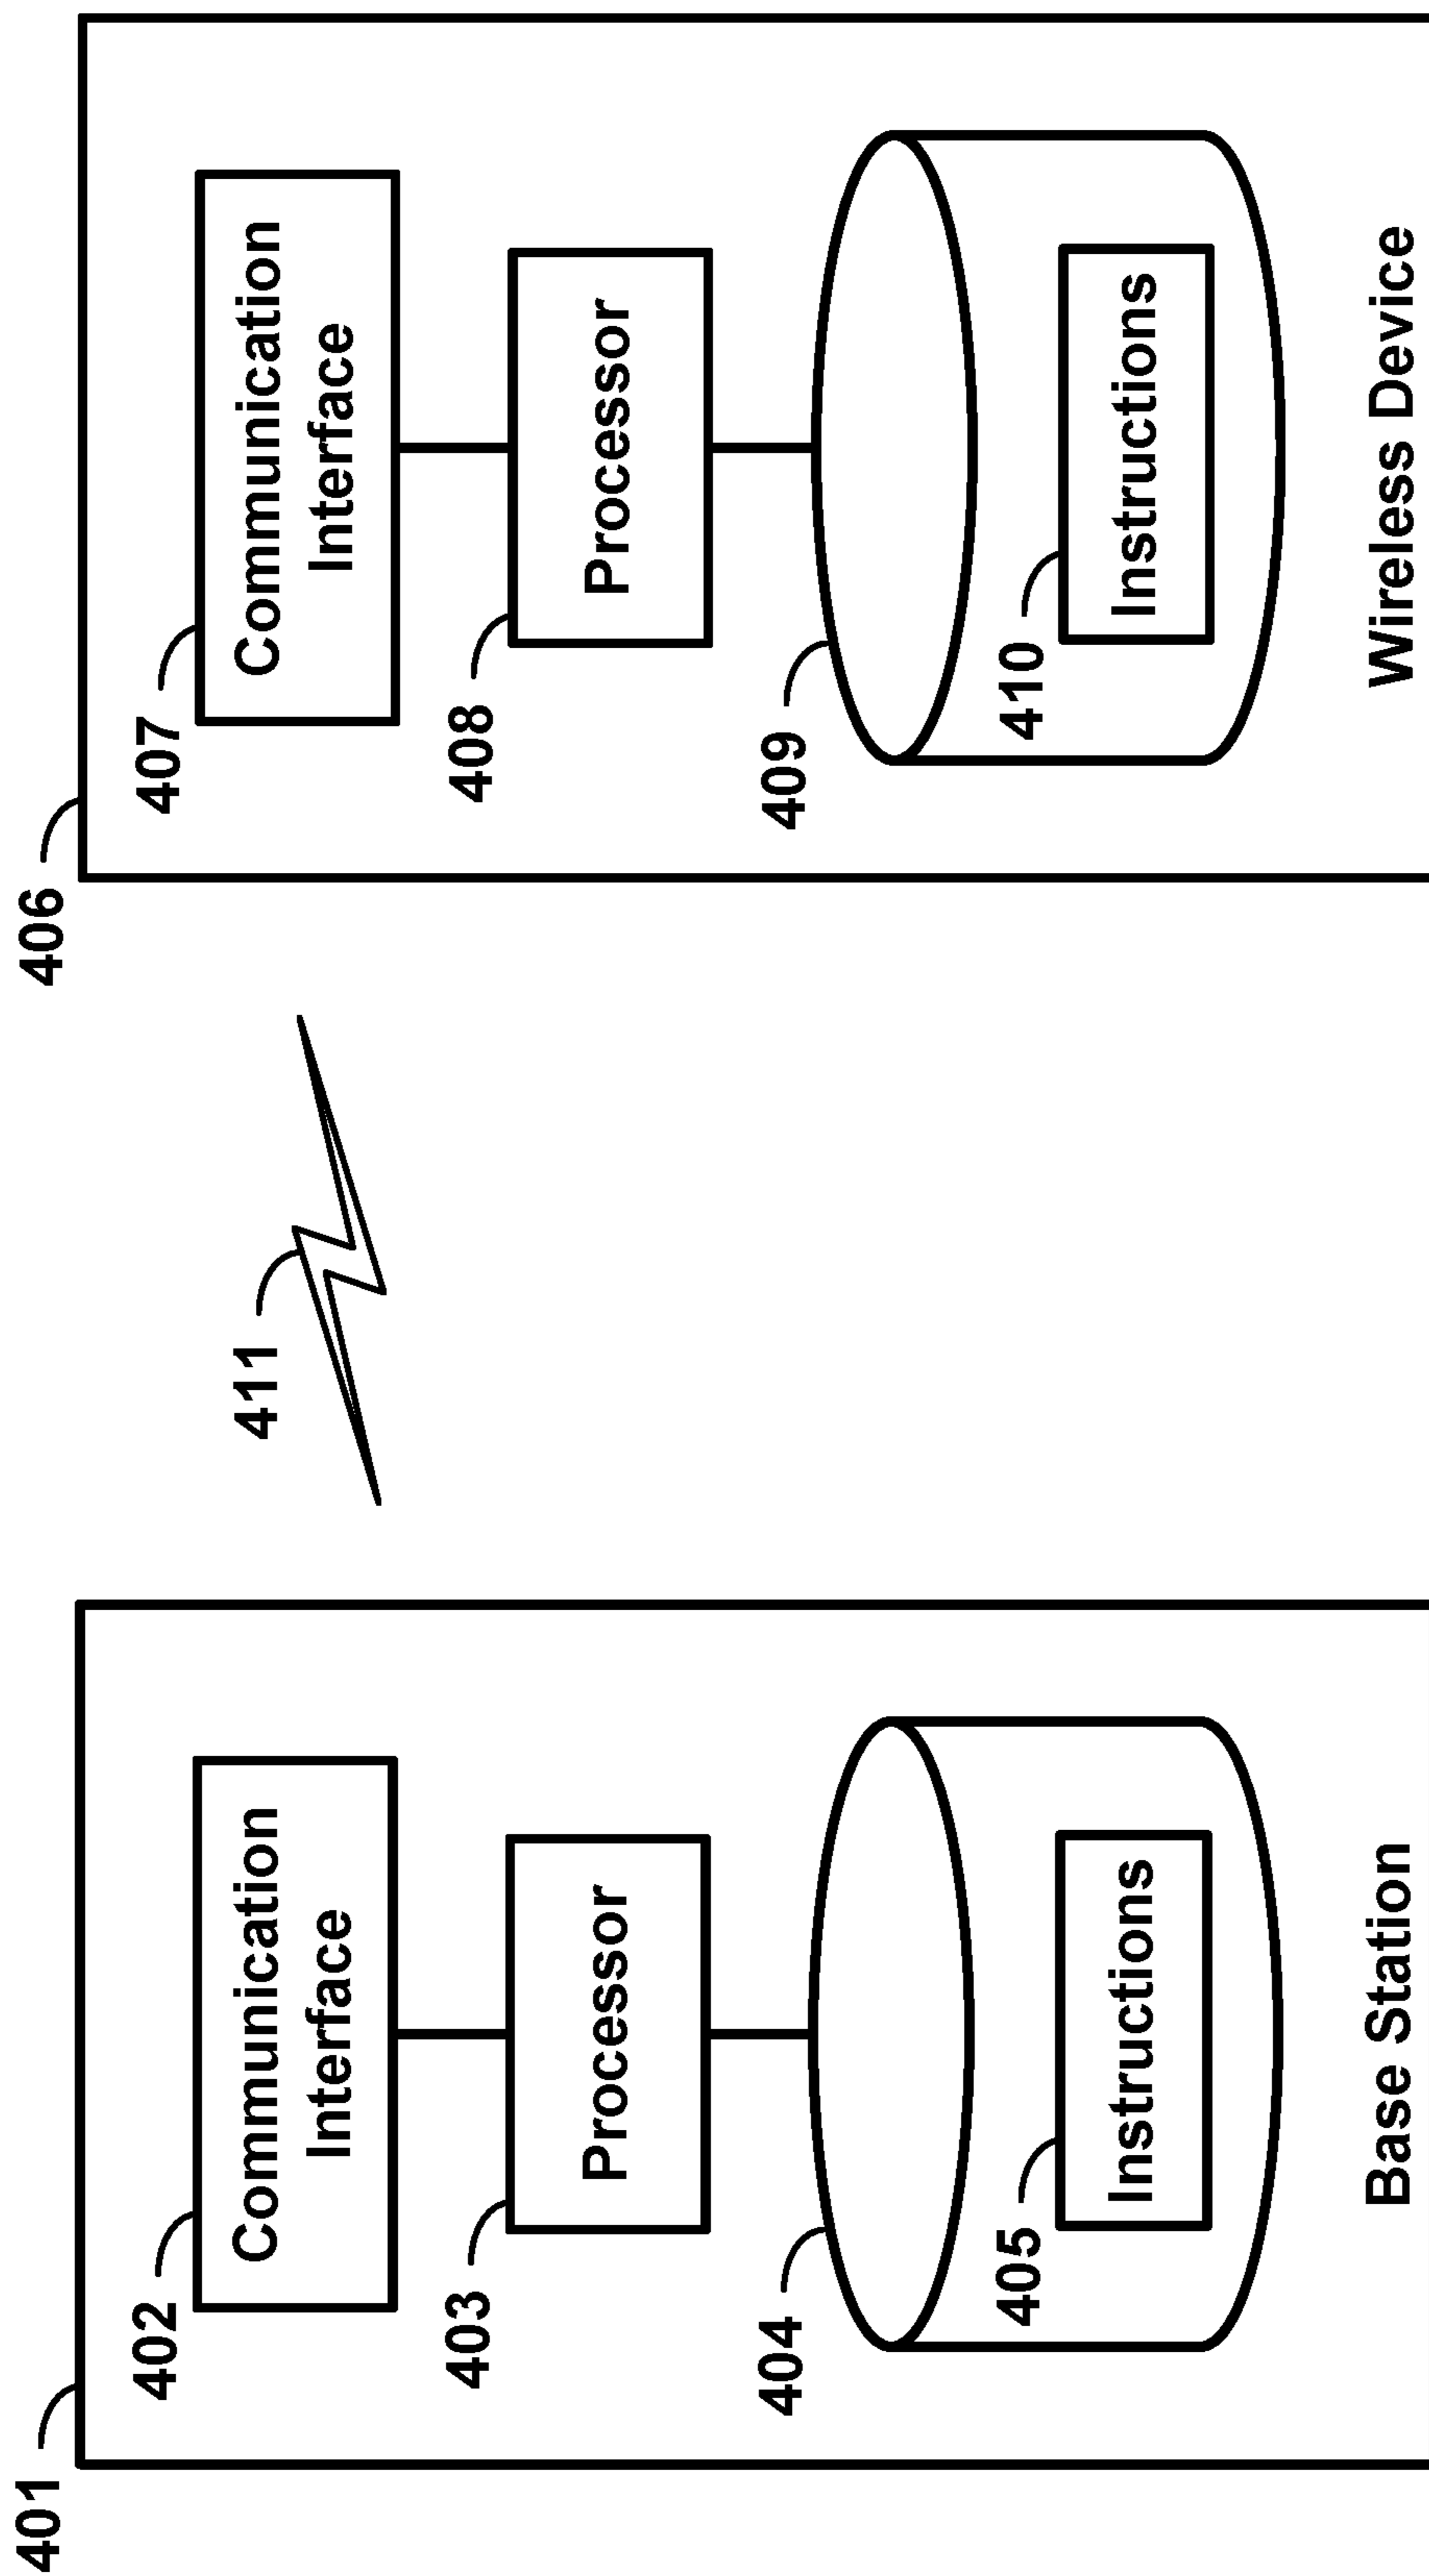 401
402
Communication
Interface
403
Processor
404
405
Instructions
Base Station
411
406
407
Communication
Interface
408
Processor
409
410
Instructions
Wireless Device